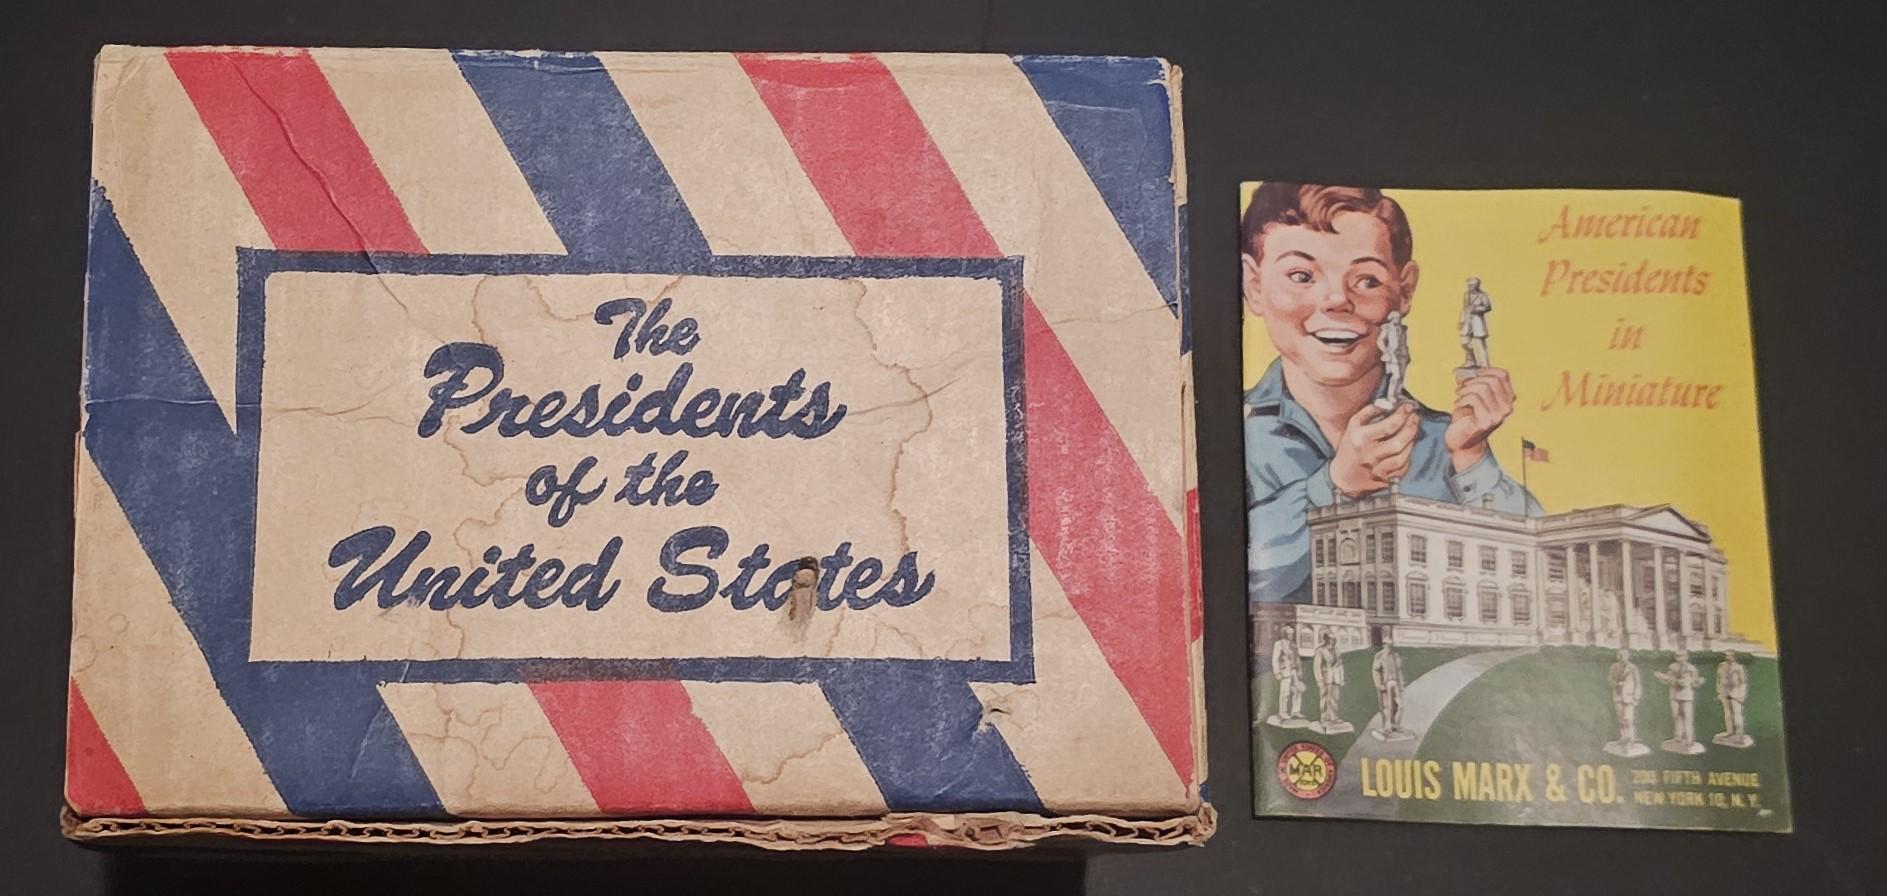 The
Presidents
of the
United States
American
Presidents
in
Miniature
MAR
LOUIS MARX & CO.
200 FIFTH AVENUE
NEW YORK 10, N. Y.